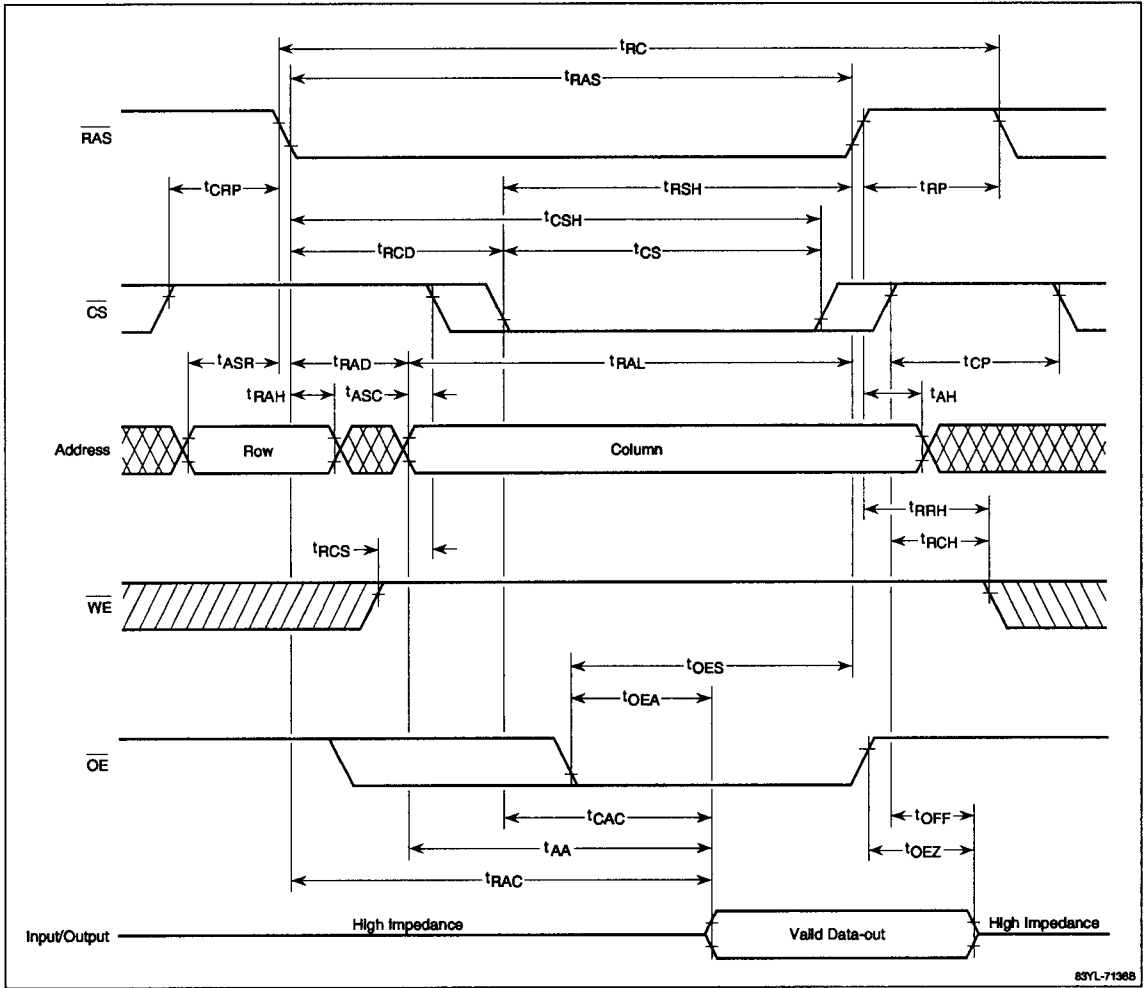 tRC
tRAS
RAS
tCRP
tRSH
tRP
tCSH
tRCD
tCS
CS
tASR
tRAD
tRAL
tCP
tRAH
tASC
tAH
Address
Row
Column
tRRH
tRCS
tRCH
WE
tOES
tOEA
OE
tCAC
tOFF
tAA
tOEZ
tRAC
Input/Output
High Impedance
Valid Data-out
High Impedance
83YL-7136B